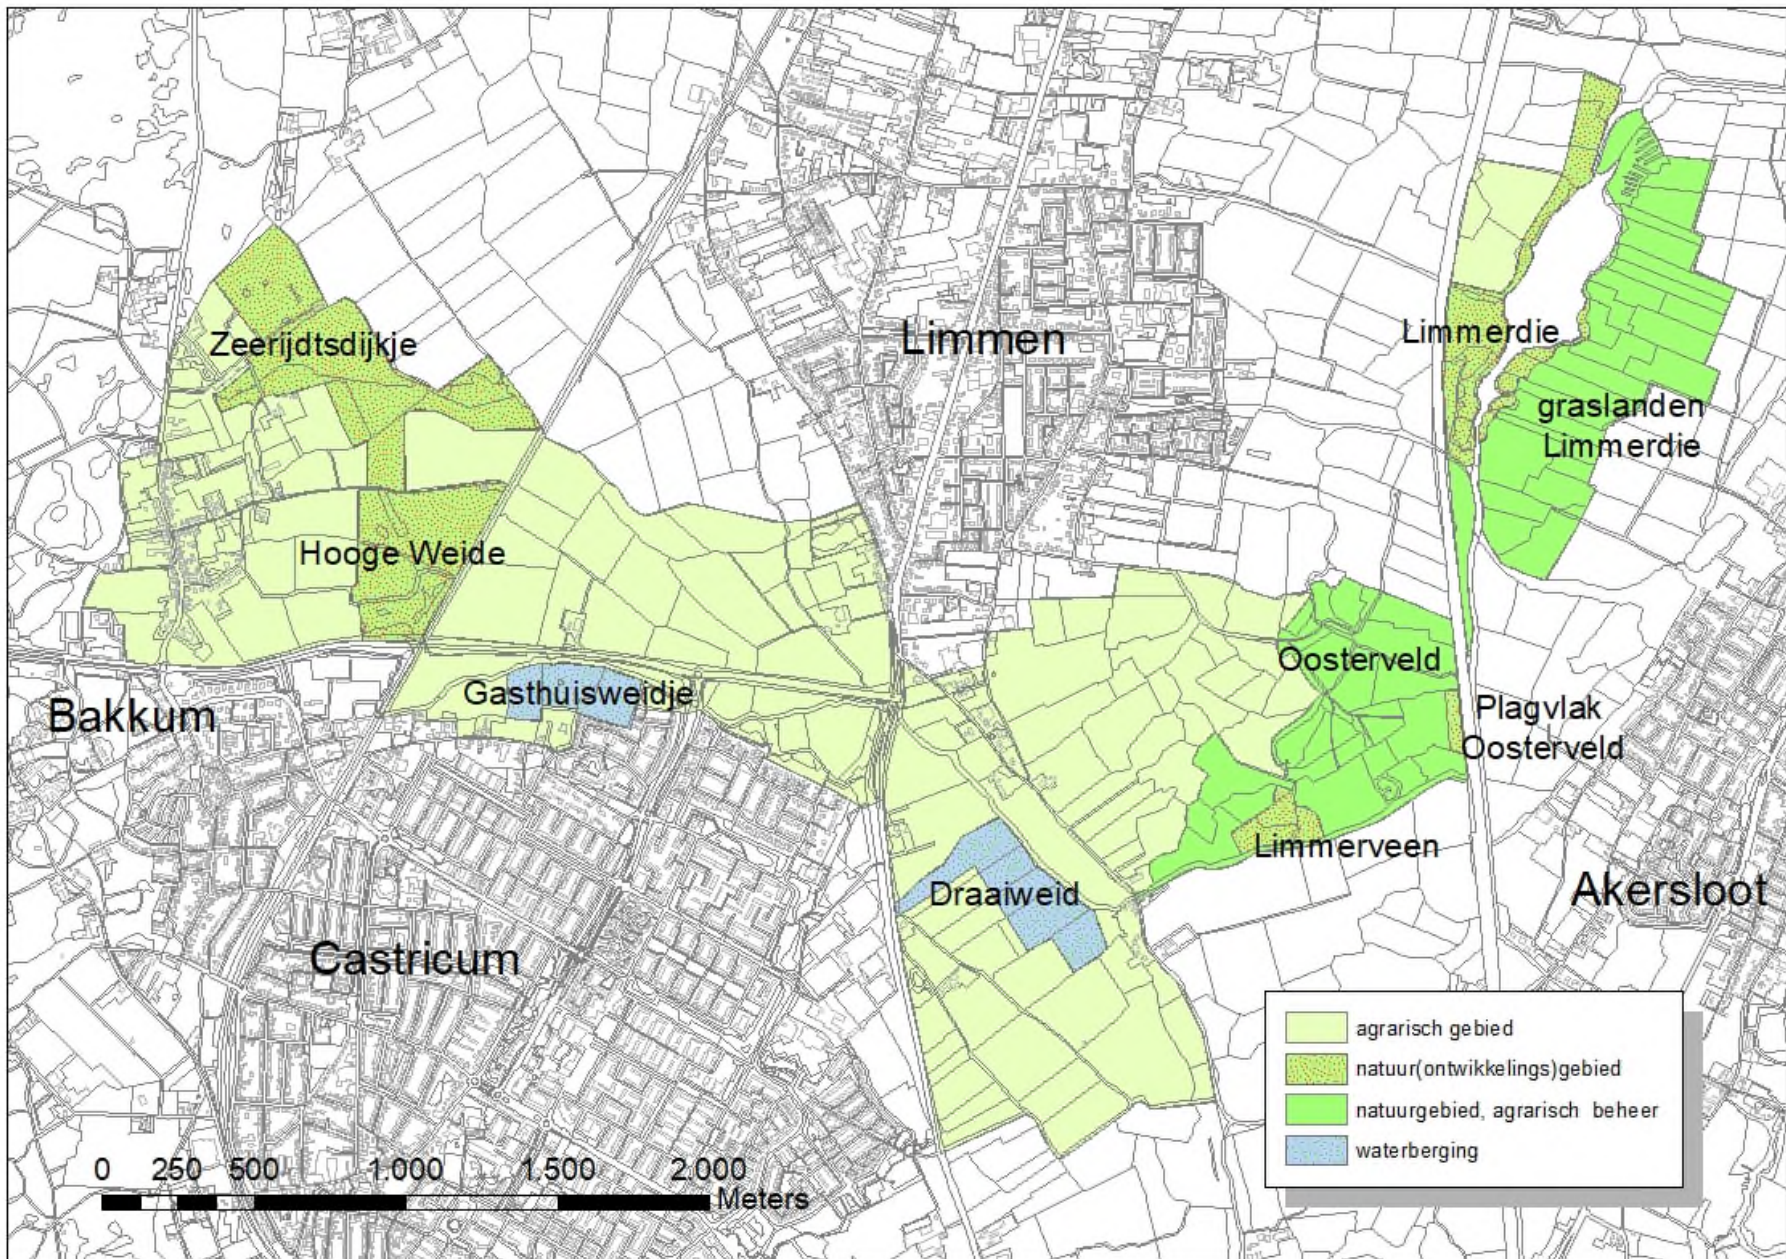 Zeerijdtsdijkje
Limmen
Limmerdie
graslanden
Limmerdie
Hooge Weide
Oosterveld
Gasthuisweidje
Bakkum
Plagvlak
Oosterveld
Limmerveen
Draaiweid
Akersloot
Castricum
agrarisch gebied
natuur(ontwikkelings)gebied
natuurgebied, agrarisch beheer
waterberging
0 250 500 1.000 1.500 2.000
Meters